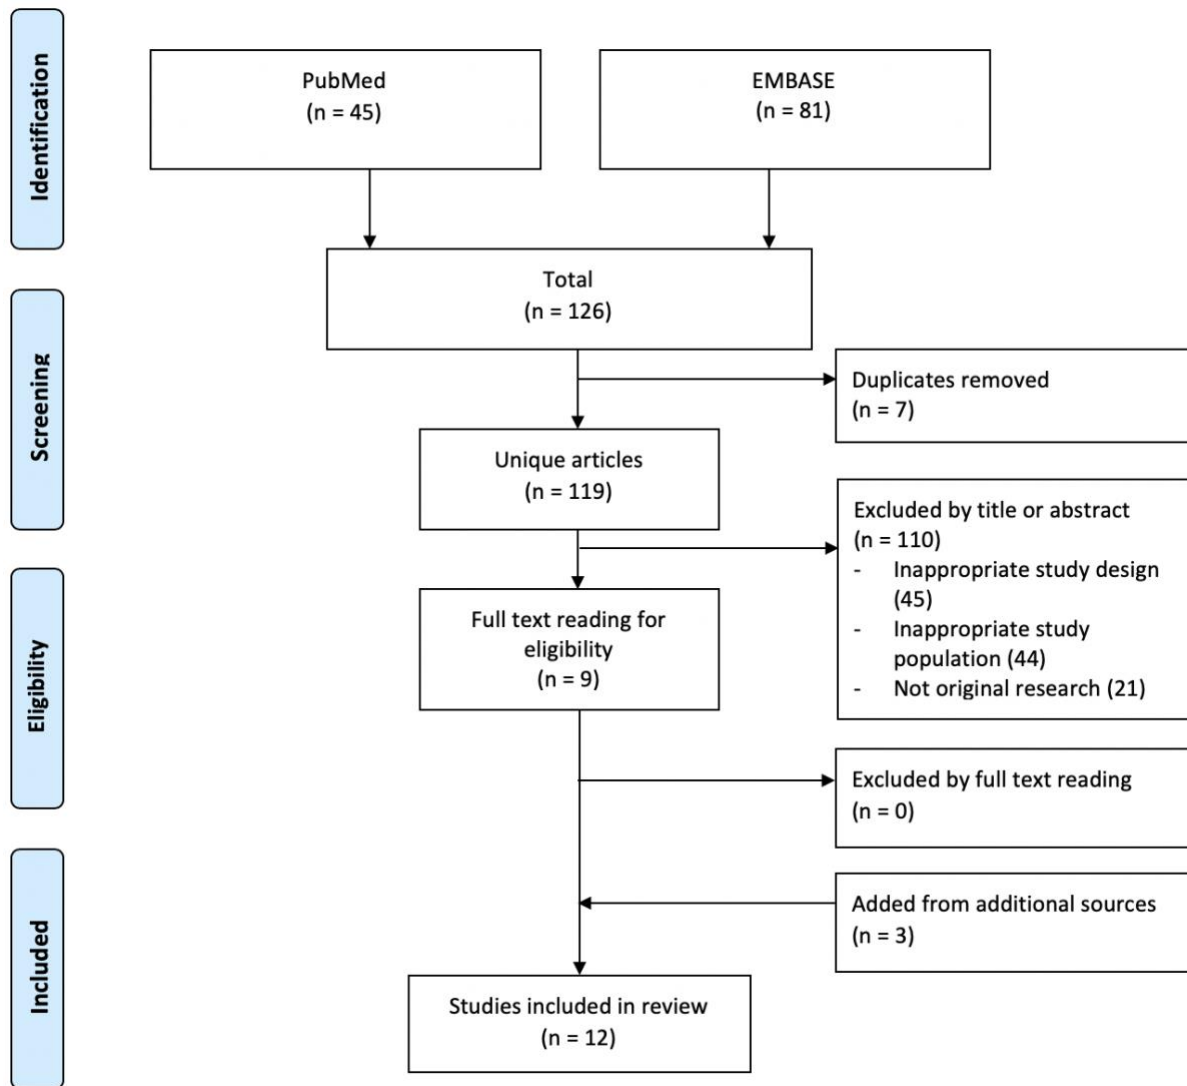 Identification
PubMed
(n = 45)
EMBASE
(n = 81)
Total
(n = 126)
Screening
Duplicates removed
(n = 7)
Unique articles
(n = 119)
Excluded by title or abstract
(n = 110)
- Inappropriate study design
(45)
- Inappropriate study
population (44)
- Not original research (21)
Eligibility
Full text reading for
eligibility
(n = 9)
Excluded by full text reading
(n = 0)
Included
Added from additional sources
(n = 3)
Studies included in review
(n = 12)